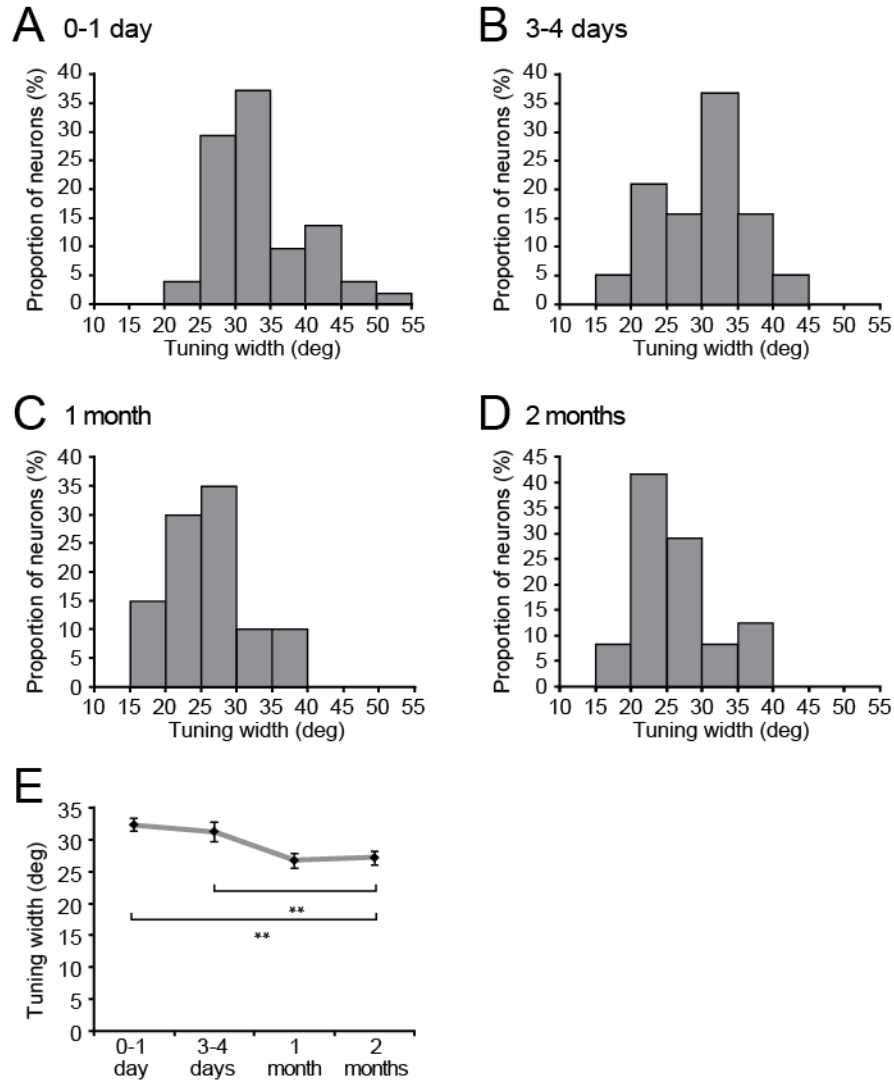 A 0-1 day
Proportion of neurons (%)
40
35
30
25
20
15
10
5
0
10 15 20 25 30 35 40 45 50 55
Tuning width (deg)
B 3-4 days
Proportion of neurons (%)
40
35
30
25
20
15
10
5
0
10 15 20 25 30 35 40 45 50 55
Tuning width (deg)
C 1 month
Proportion of neurons (%)
40
35
30
25
20
15
10
5
0
10 15 20 25 30 35 40 45 50 55
Tuning width (deg)
D 2 months
Proportion of neurons (%)
45
40
35
30
25
20
15
10
5
0
10 15 20 25 30 35 40 45 50 55
Tuning width (deg)
E
Tuning width (deg)
35
30
25
20
15
10
5
0
**
**
0-1 3-4 1 2
day days month months